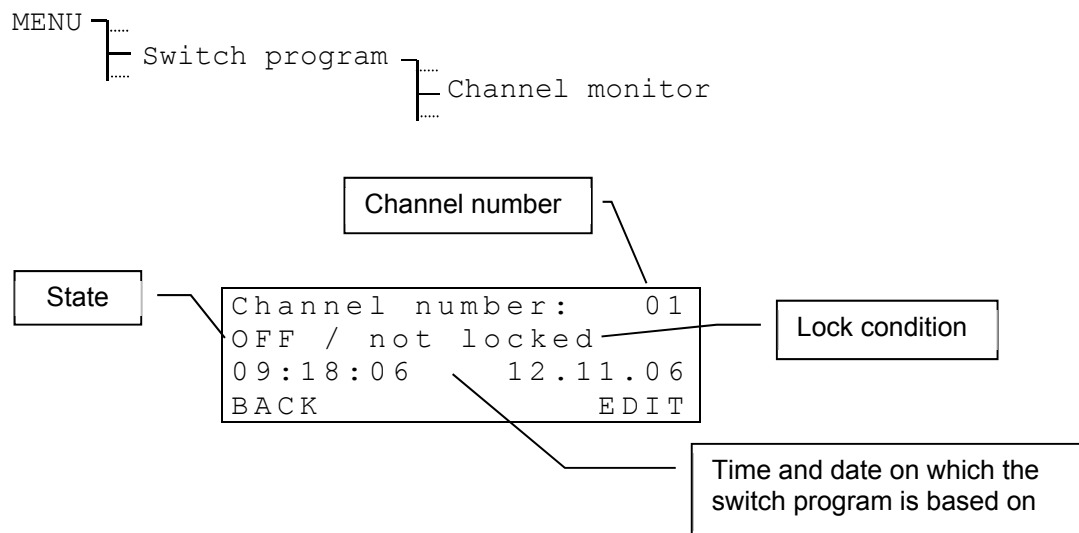 MENU
.....
Switch program
.....
.....
Channel monitor
.....
Channel number
State
Channel number: 01
OFF / not locked
Lock condition
09:18:06 12.11.06
BACK EDIT
Time and date on which the
switch program is based on